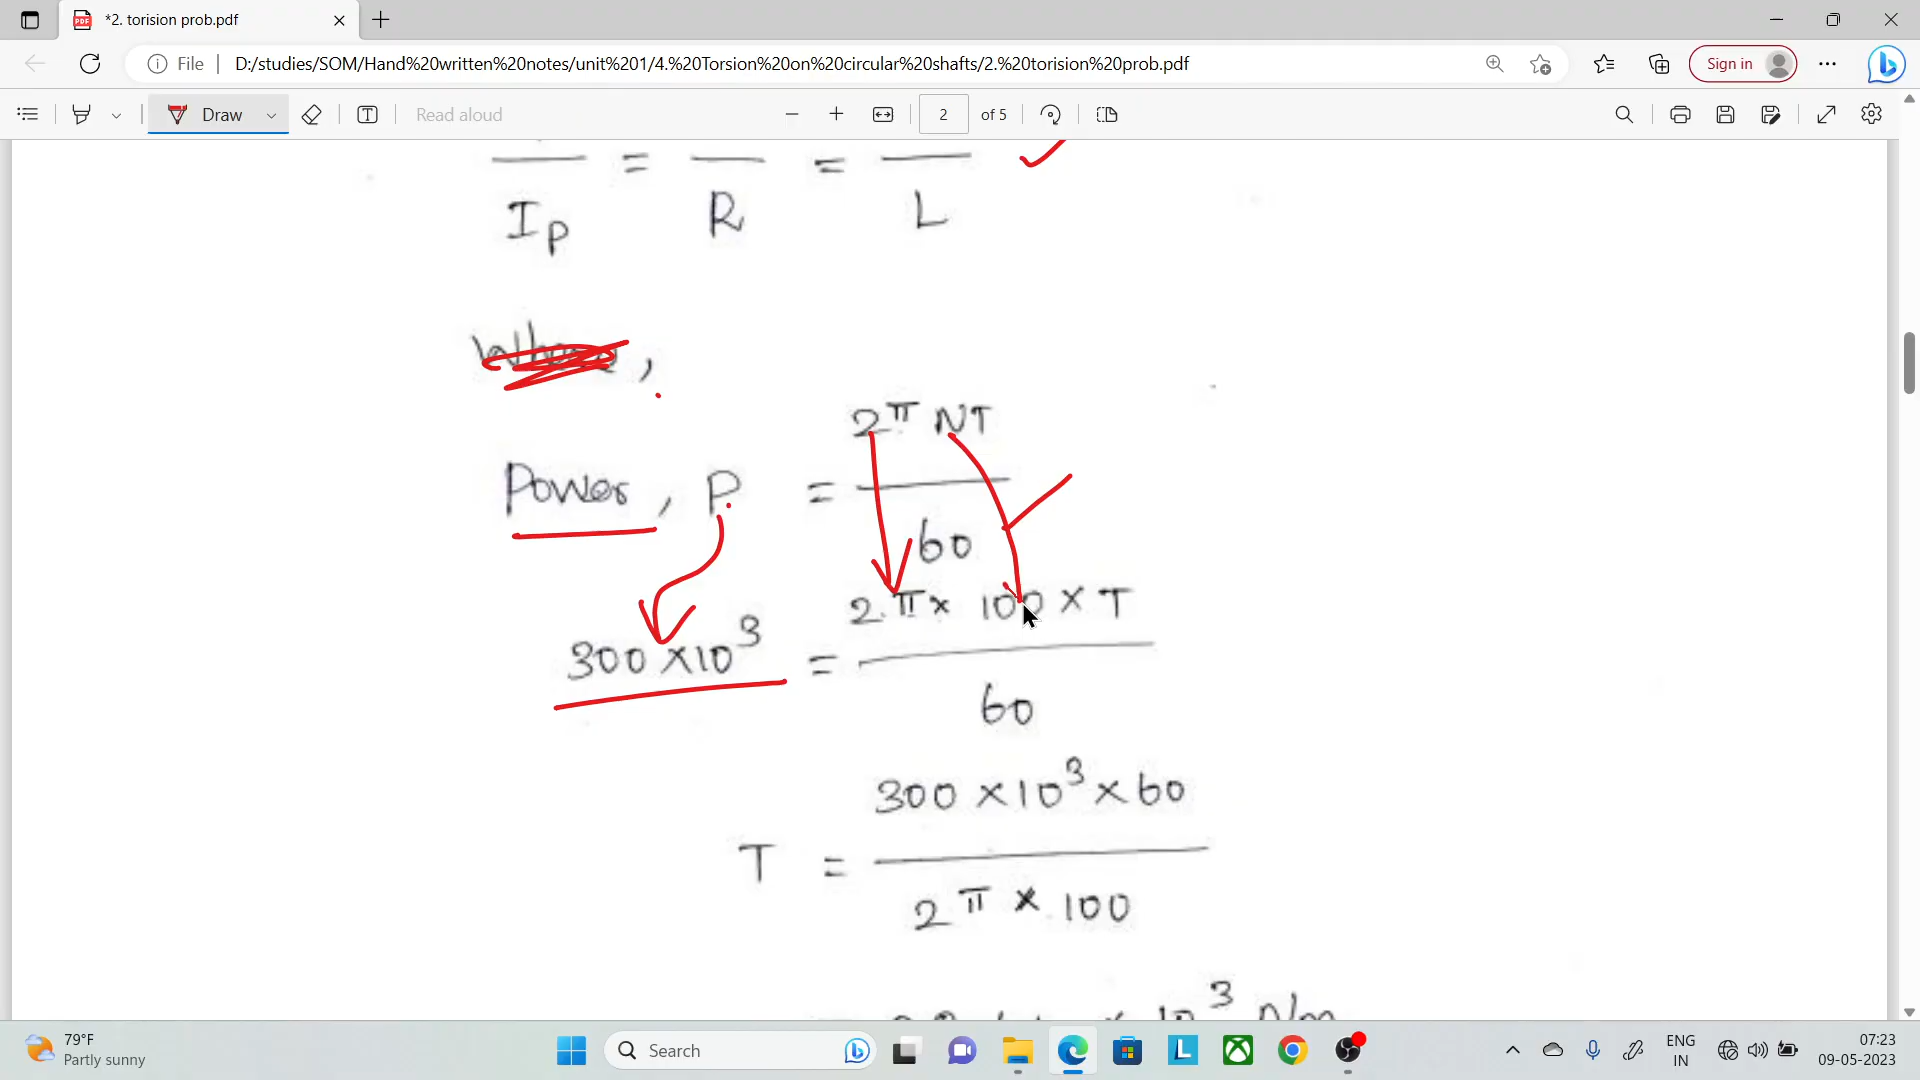 *2. torision prob.pdf
File D:/studies/SOM/Hand%20written%20notes/unit%201/4.%20Torsion%20on%20circular%20shafts/2.%20torision%20prob.pdf
Sign in
Draw
Read aloud
2 of 5
= =
Ip R L
,
2π NT
Power, P =
60
2π x 100 x T
300 x 10³ =
60
300 x 10³ x 60
T =
2π x 100
x 10³ N/m
79°F
Partly sunny
Search
ENG
IN
07:23
09-05-2023